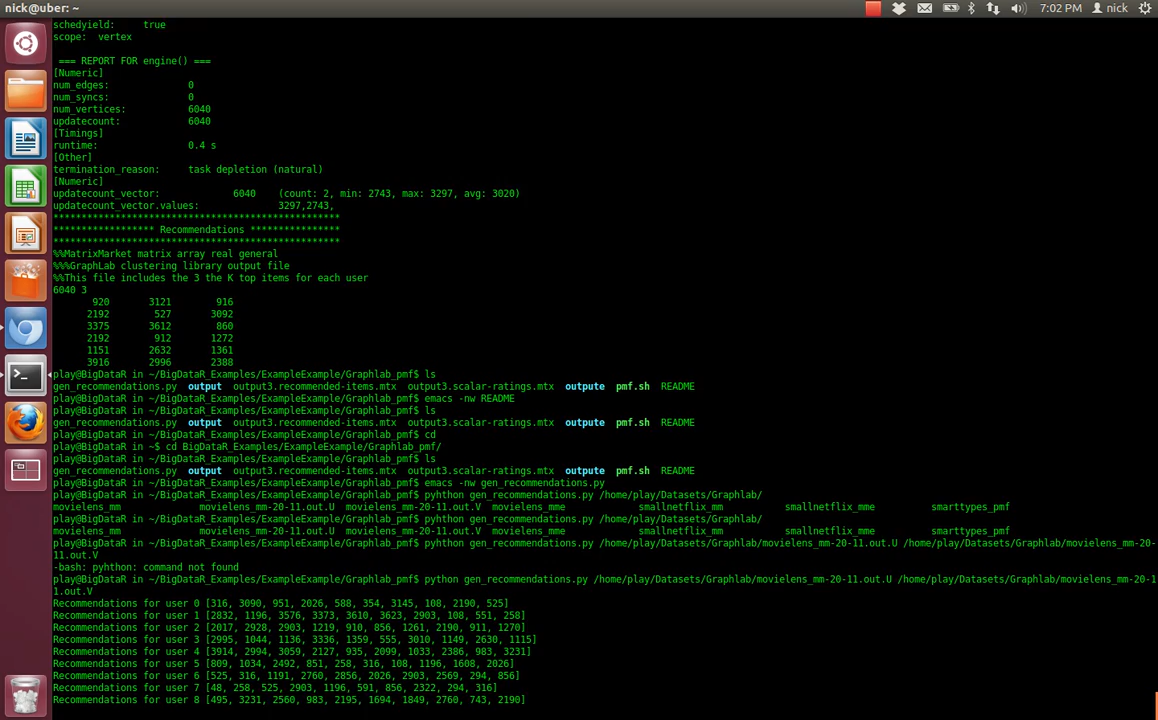 nick@uber: ~ 7:02 PM nick
schedyield: true
scope: vertex
=== REPORT FOR engine() ===
[Numeric]
num_edges: 0
num_syncs: 0
num_vertices: 6040
updatecount: 6040
[Timings]
runtime: 0.4 s
[Other]
termination_reason: task depletion (natural)
[Numeric]
updatecount_vector: 6040 (count: 2, min: 2743, max: 3297, avg: 3020)
updatecount_vector.values: 3297,2743,
***************************************************
****************** Recommendations ****************
***************************************************
%%MatrixMarket matrix array real general
%%%GraphLab clustering library output file
%%This file includes the 3 the K top items for each user
6040 3
920 3121 916
2192 527 3092
3375 3612 860
2192 912 1272
1151 2632 1361
3916 2996 2388
play@BigDataR in ~/BigDataR_Examples/ExampleExample/Graphlab_pmf$ ls
gen_recommendations.py output output3.recommended-items.mtx output3.scalar-ratings.mtx outpute pmf.sh README
play@BigDataR in ~/BigDataR_Examples/ExampleExample/Graphlab_pmf$ emacs -nw README
play@BigDataR in ~/BigDataR_Examples/ExampleExample/Graphlab_pmf$ ls
gen_recommendations.py output output3.recommended-items.mtx output3.scalar-ratings.mtx outpute pmf.sh README
play@BigDataR in ~/BigDataR_Examples/ExampleExample/Graphlab_pmf$ cd
play@BigDataR in ~$ cd BigDataR_Examples/ExampleExample/Graphlab_pmf/
play@BigDataR in ~/BigDataR_Examples/ExampleExample/Graphlab_pmf$ ls
gen_recommendations.py output output3.recommended-items.mtx output3.scalar-ratings.mtx outpute pmf.sh README
play@BigDataR in ~/BigDataR_Examples/ExampleExample/Graphlab_pmf$ emacs -nw gen_recommendations.py
play@BigDataR in ~/BigDataR_Examples/ExampleExample/Graphlab_pmf$ pyhthon gen_recommendations.py /home/play/Datasets/Graphlab/
movielens_mm movielens_mm-20-11.out.U movielens_mm-20-11.out.V movielens_mme smallnetflix_mm smallnetflix_mme smarttypes_pmf
play@BigDataR in ~/BigDataR_Examples/ExampleExample/Graphlab_pmf$ pyhthon gen_recommendations.py /home/play/Datasets/Graphlab/
movielens_mm movielens_mm-20-11.out.U movielens_mm-20-11.out.V movielens_mme smallnetflix_mm smallnetflix_mme smarttypes_pmf
play@BigDataR in ~/BigDataR_Examples/ExampleExample/Graphlab_pmf$ pyhthon gen_recommendations.py /home/play/Datasets/Graphlab/movielens_mm-20-11.out.U /home/play/Datasets/Graphlab/movielens_mm-20-
11.out.V
-bash: pyhthon: command not found
play@BigDataR in ~/BigDataR_Examples/ExampleExample/Graphlab_pmf$ python gen_recommendations.py /home/play/Datasets/Graphlab/movielens_mm-20-11.out.U /home/play/Datasets/Graphlab/movielens_mm-20-1
1.out.V
Recommendations for user 0 [316, 3090, 951, 2026, 588, 354, 3145, 108, 2190, 525]
Recommendations for user 1 [2832, 1196, 3576, 3373, 3610, 3623, 2903, 108, 551, 258]
Recommendations for user 2 [2017, 2928, 2903, 1219, 910, 856, 1261, 2190, 911, 1270]
Recommendations for user 3 [2995, 1044, 1136, 3336, 1359, 555, 3010, 1149, 2630, 1115]
Recommendations for user 4 [3914, 2994, 3059, 2127, 935, 2099, 1033, 2386, 983, 3231]
Recommendations for user 5 [809, 1034, 2492, 851, 258, 316, 108, 1196, 1608, 2026]
Recommendations for user 6 [525, 316, 1191, 2760, 2856, 2026, 2903, 2569, 294, 856]
Recommendations for user 7 [48, 258, 525, 2903, 1196, 591, 856, 2322, 294, 316]
Recommendations for user 8 [495, 3231, 2560, 983, 2195, 1694, 1849, 2760, 743, 2190]